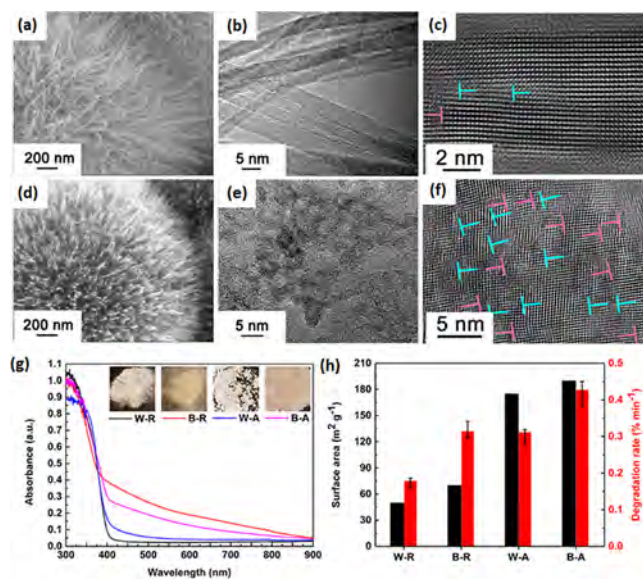 (a)
200 nm
(b)
5 nm
(c)
2 nm
(d)
200 nm
(e)
5 nm
(f)
5 nm
(g)
1.1
1.0
0.9
0.8
0.7
0.6
0.5
0.4
0.3
0.2
0.1
0.0
Absorbance (a.u.)
W-R B-R W-A B-A
300 400 500 600 700 800 900
Wavelength (nm)
(h)
210
180
150
120
90
60
30
0
Surface area (m² g⁻¹)
W-R B-R W-A B-A
0.5
0.4
0.3
0.2
0.1
0.0
Degradation rate (% min⁻¹)